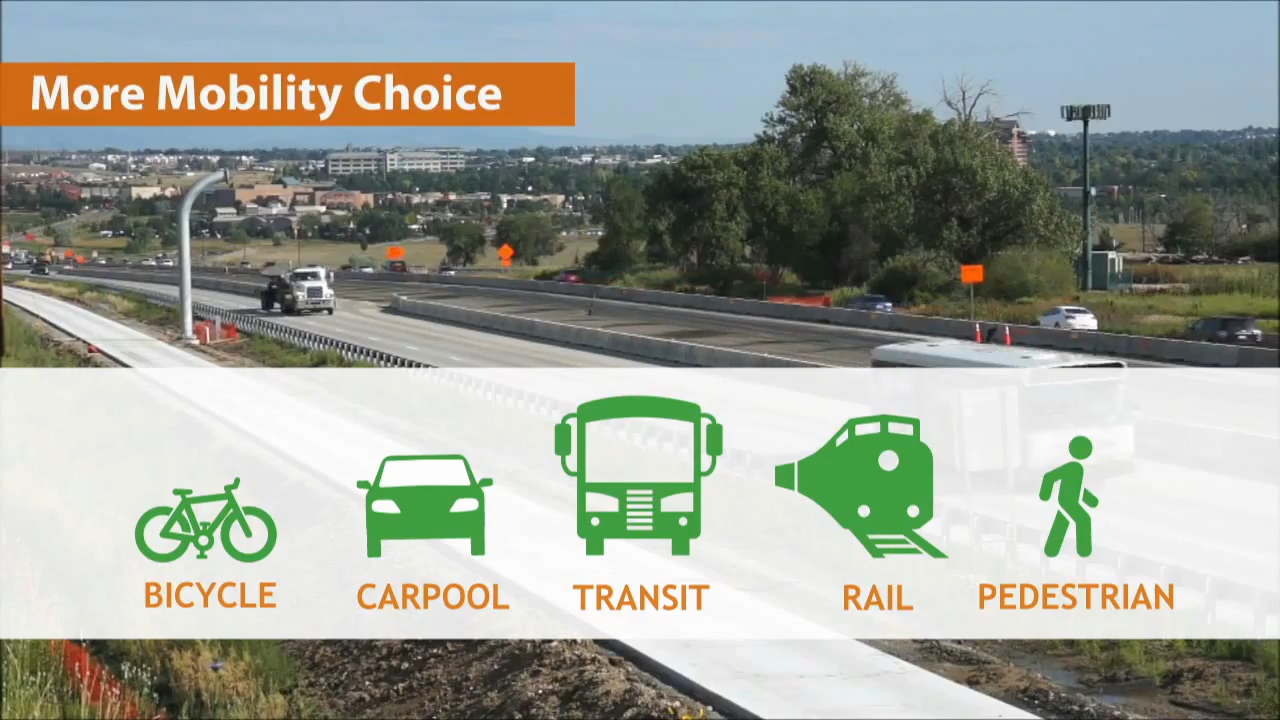 More Mobility Choice
BICYCLE
CARPOOL
TRANSIT
RAIL
PEDESTRIAN